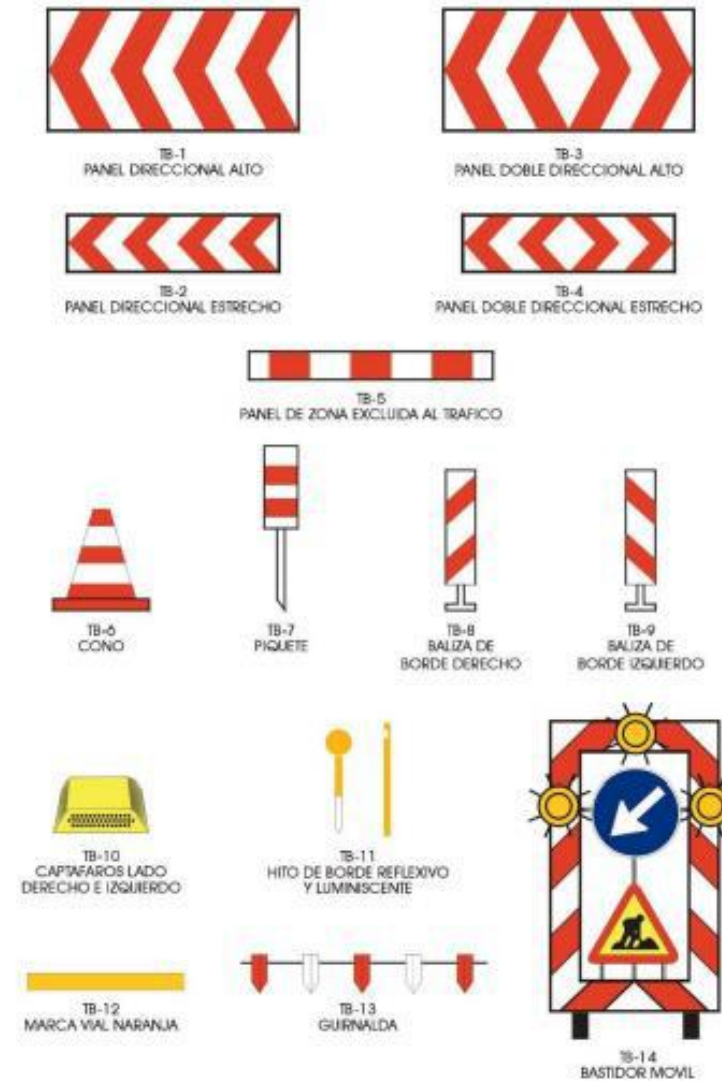 TB-1
PANEL DIRECCIONAL ALTO
TB-3
PANEL DOBLE DIRECCIONAL ALTO
TB-2
PANEL DIRECCIONAL ESTRECHO
TB-4
PANEL DOBLE DIRECCIONAL ESTRECHO
TB-5
PANEL DE ZONA EXCLUIDA AL TRAFICO
TB-6
CONO
TB-7
PIQUETE
TB-8
BALIZA DE
BORDE DERECHO
TB-9
BALIZA DE
BORDE IZQUIERDO
TB-10
CAPTAFAROS LADO
DERECHO E IZQUIERDO
TB-11
HITO DE BORDE REFLEXIVO
Y LUMINISCENTE
TB-12
MARCA VIAL NARANJA
TB-13
GUIRNALDA
TB-14
BASTIDOR MOVIL